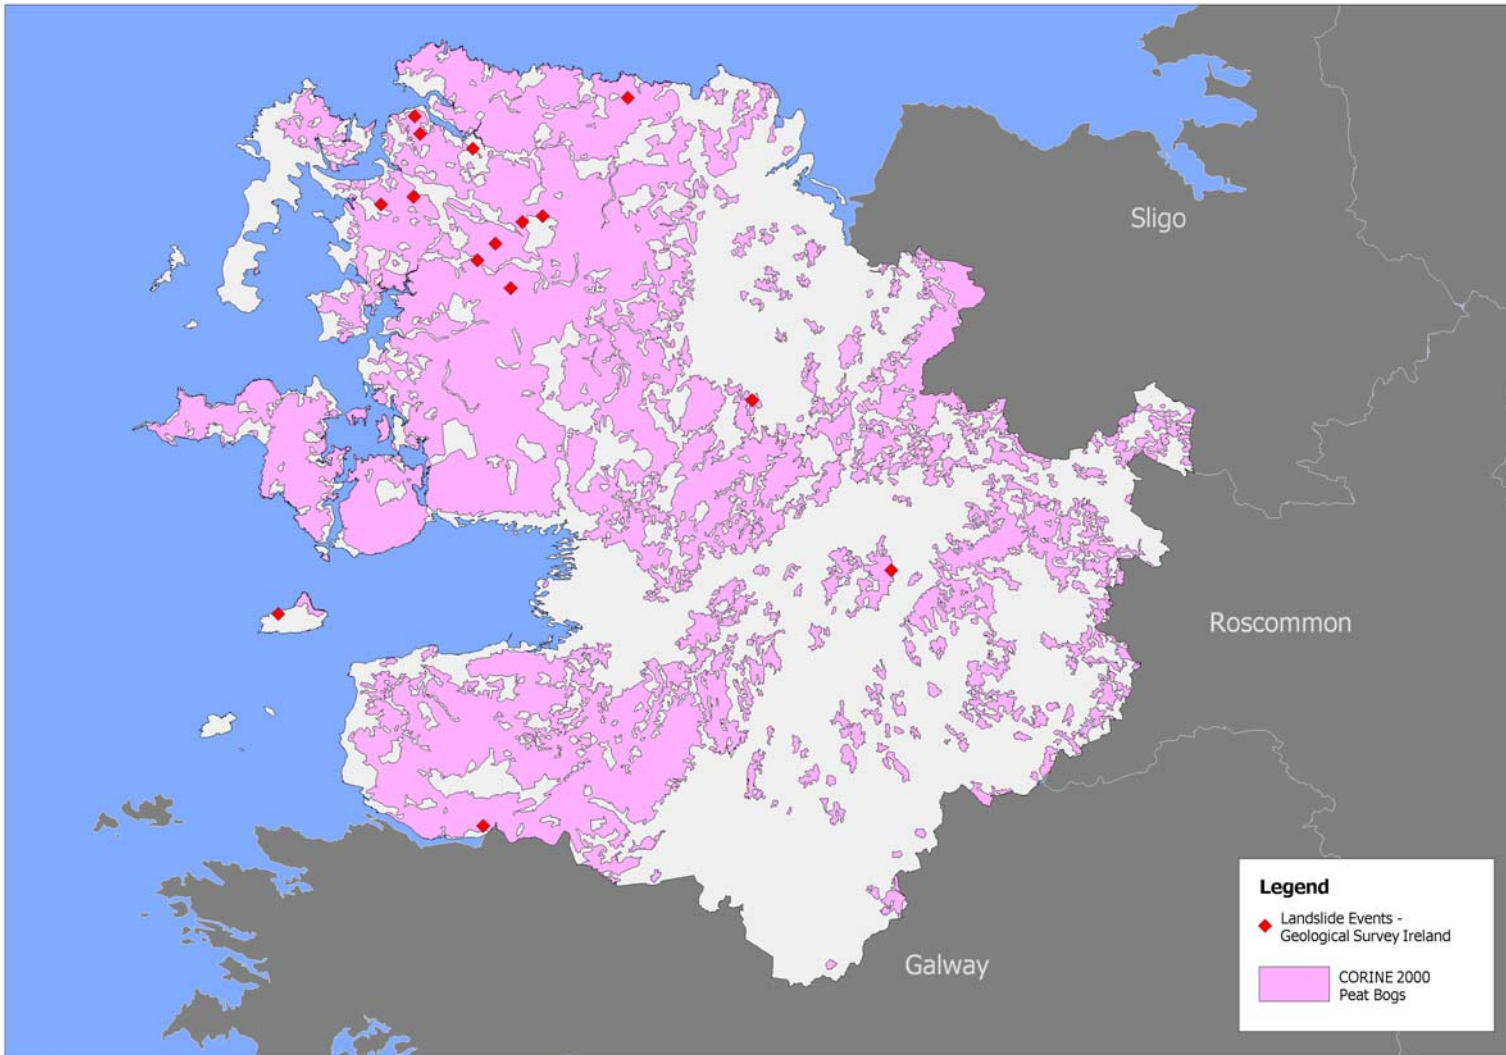 Sligo
Roscommon
Galway
Legend
Landslide Events -
Geological Survey Ireland
CORINE 2000
Peat Bogs